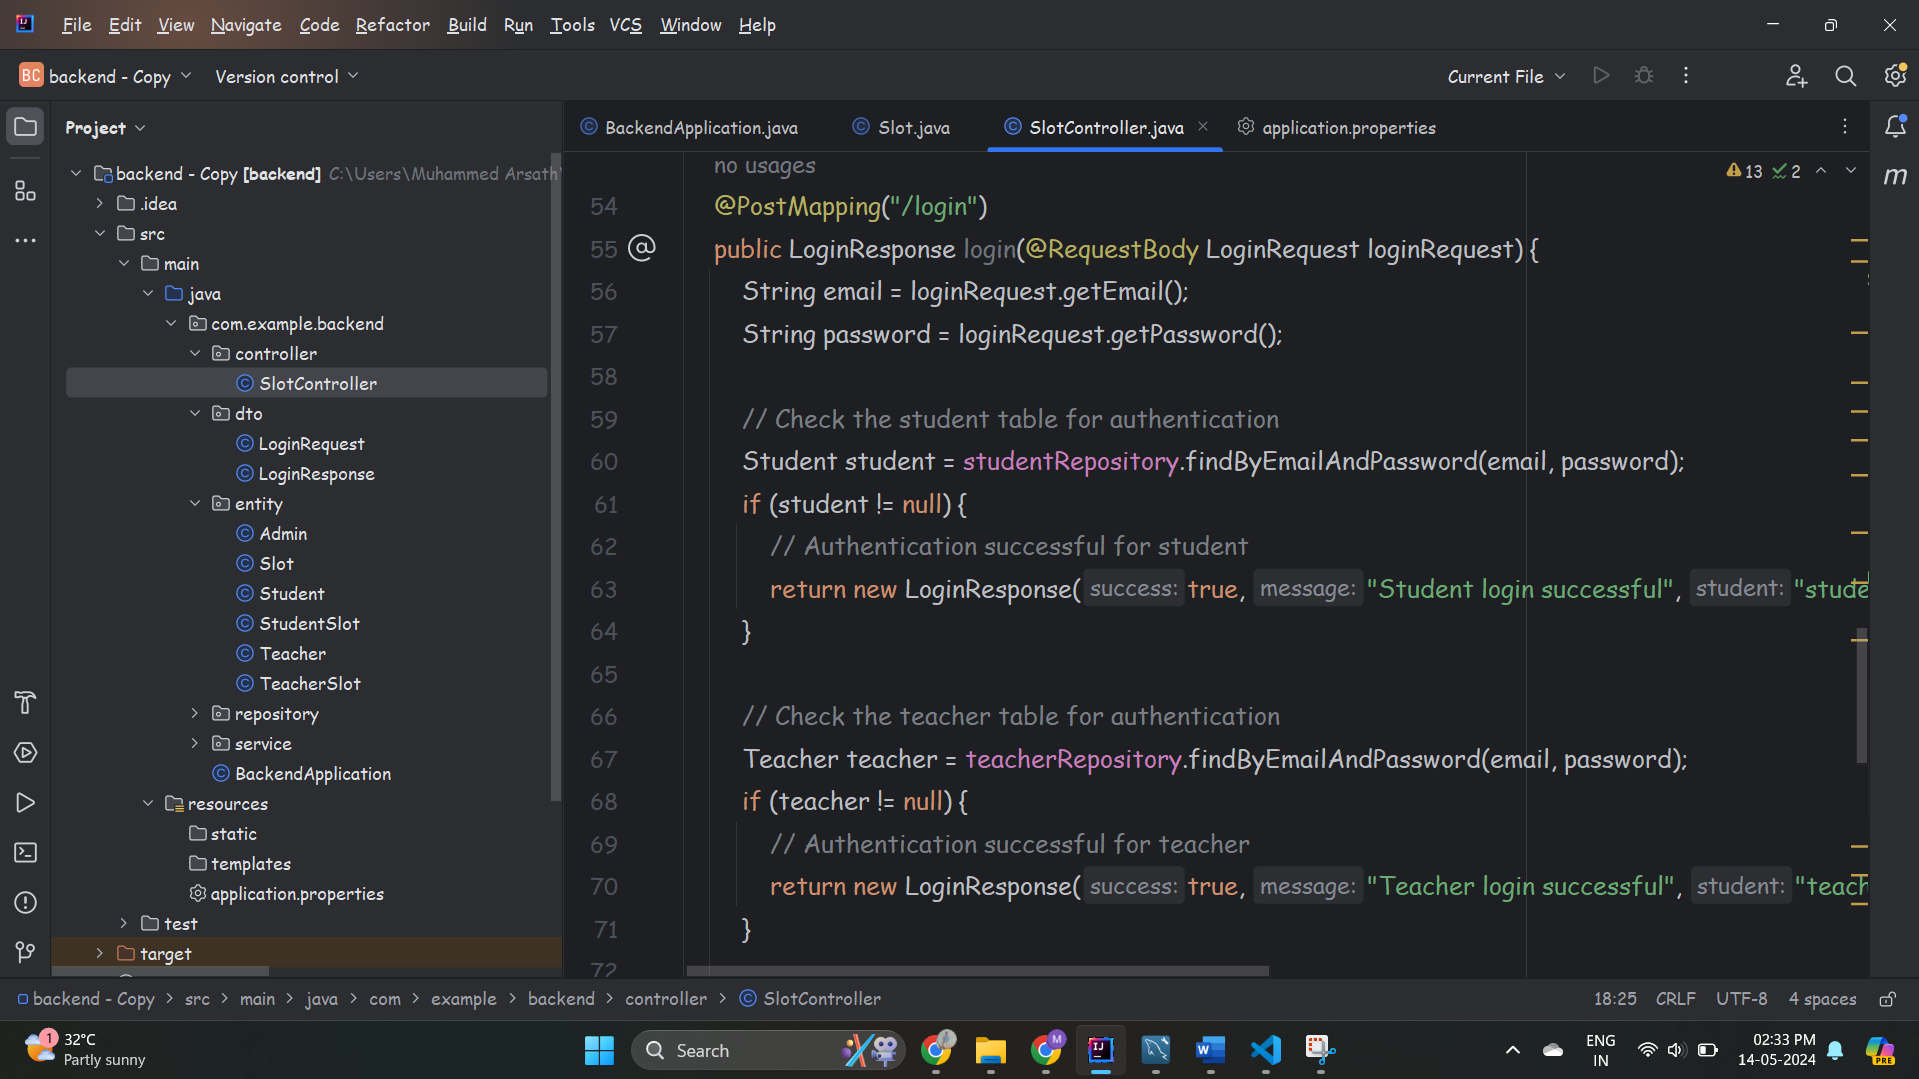 File Edit View Navigate Code Refactor Build Run Tools VCS Window Help
BC backend - Copy Version control Current File
Project
BackendApplication.java Slot.java SlotController.java application.properties
backend - Copy [backend] C:\Users\Muhammed Arsath\
.idea
src
main
java
com.example.backend
controller
SlotController
dto
LoginRequest
LoginResponse
entity
Admin
Slot
Student
StudentSlot
Teacher
TeacherSlot
repository
service
BackendApplication
resources
static
templates
application.properties
test
target
no usages
13 2
m
54 @PostMapping("/login")
55 public LoginResponse login(@RequestBody LoginRequest loginRequest) {
56 String email = loginRequest.getEmail();
57 String password = loginRequest.getPassword();
58
59 // Check the student table for authentication
60 Student student = studentRepository.findByEmailAndPassword(email, password);
61 if (student != null) {
62 // Authentication successful for student
63 return new LoginResponse( success: true, message: "Student login successful", student: "stude
64 }
65
66 // Check the teacher table for authentication
67 Teacher teacher = teacherRepository.findByEmailAndPassword(email, password);
68 if (teacher != null) {
69 // Authentication successful for teacher
70 return new LoginResponse( success: true, message: "Teacher login successful", student: "teach
71 }
72
backend - Copy > src > main > java > com > example > backend > controller > SlotController
18:25 CRLF UTF-8 4 spaces
1 32°C
Partly sunny
Search
M
IJ
W
ENG
IN
02:33 PM
14-05-2024
PRE